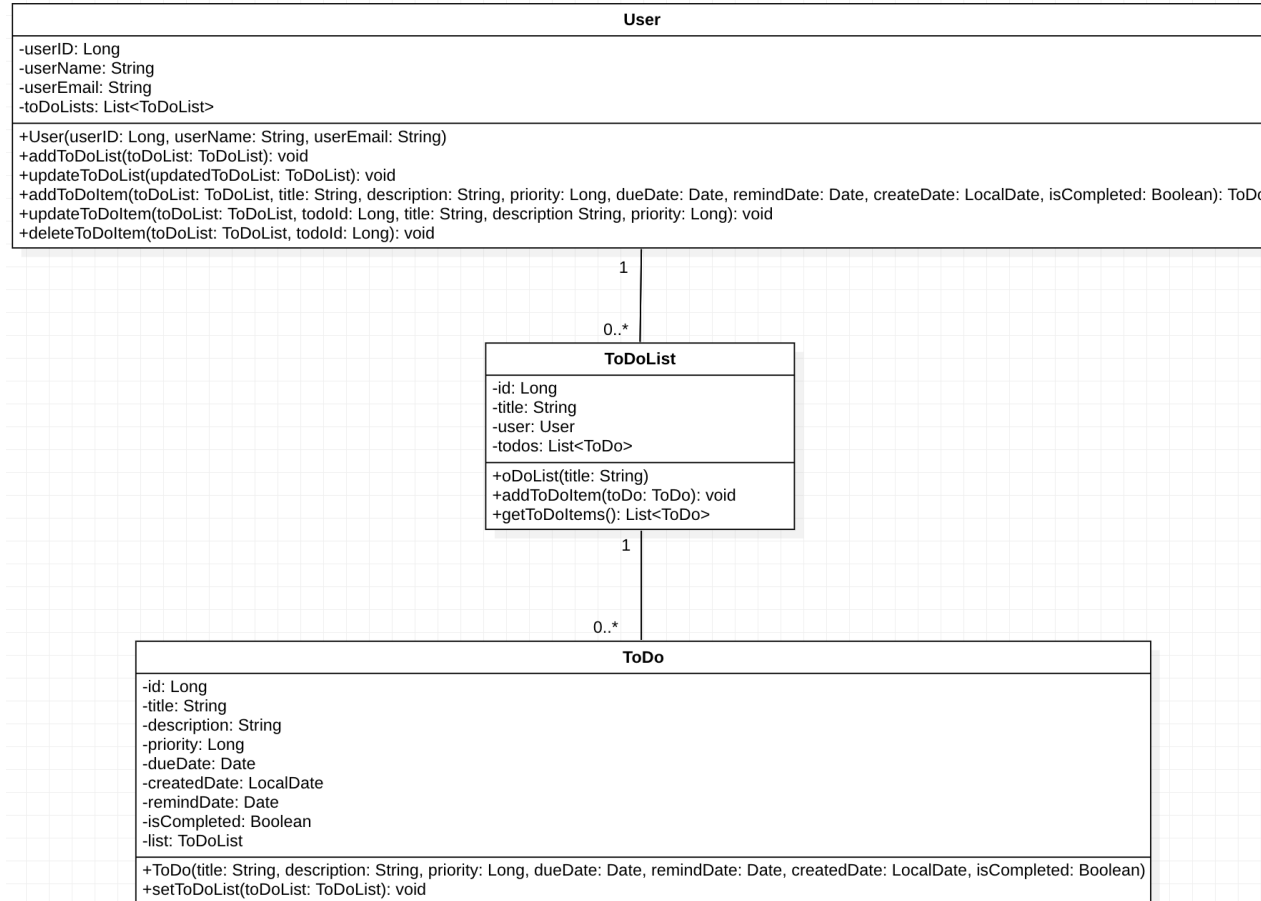 User
-userID: Long
-userName: String
-userEmail: String
-toDoLists: List<ToDoList>
+User(userID: Long, userName: String, userEmail: String)
+addToDoList(toDoList: ToDoList): void
+updateToDoList(updatedToDoList: ToDoList): void
+addToDoItem(toDoList: ToDoList, title: String, description: String, priority: Long, dueDate: Date, remindDate: Date, createDate: LocalDate, isCompleted: Boolean): ToDo
+updateToDoItem(toDoList: ToDoList, todoId: Long, title: String, description String, priority: Long): void
+deleteToDoItem(toDoList: ToDoList, todoId: Long): void
1
0..*
ToDoList
-id: Long
-title: String
-user: User
-todos: List<ToDo>
+oDoList(title: String)
+addToDoItem(toDo: ToDo): void
+getToDoItems(): List<ToDo>
1
0..*
ToDo
-id: Long
-title: String
-description: String
-priority: Long
-dueDate: Date
-createdDate: LocalDate
-remindDate: Date
-isCompleted: Boolean
-list: ToDoList
+ToDo(title: String, description: String, priority: Long, dueDate: Date, remindDate: Date, createdDate: LocalDate, isCompleted: Boolean)
+setToDoList(toDoList: ToDoList): void